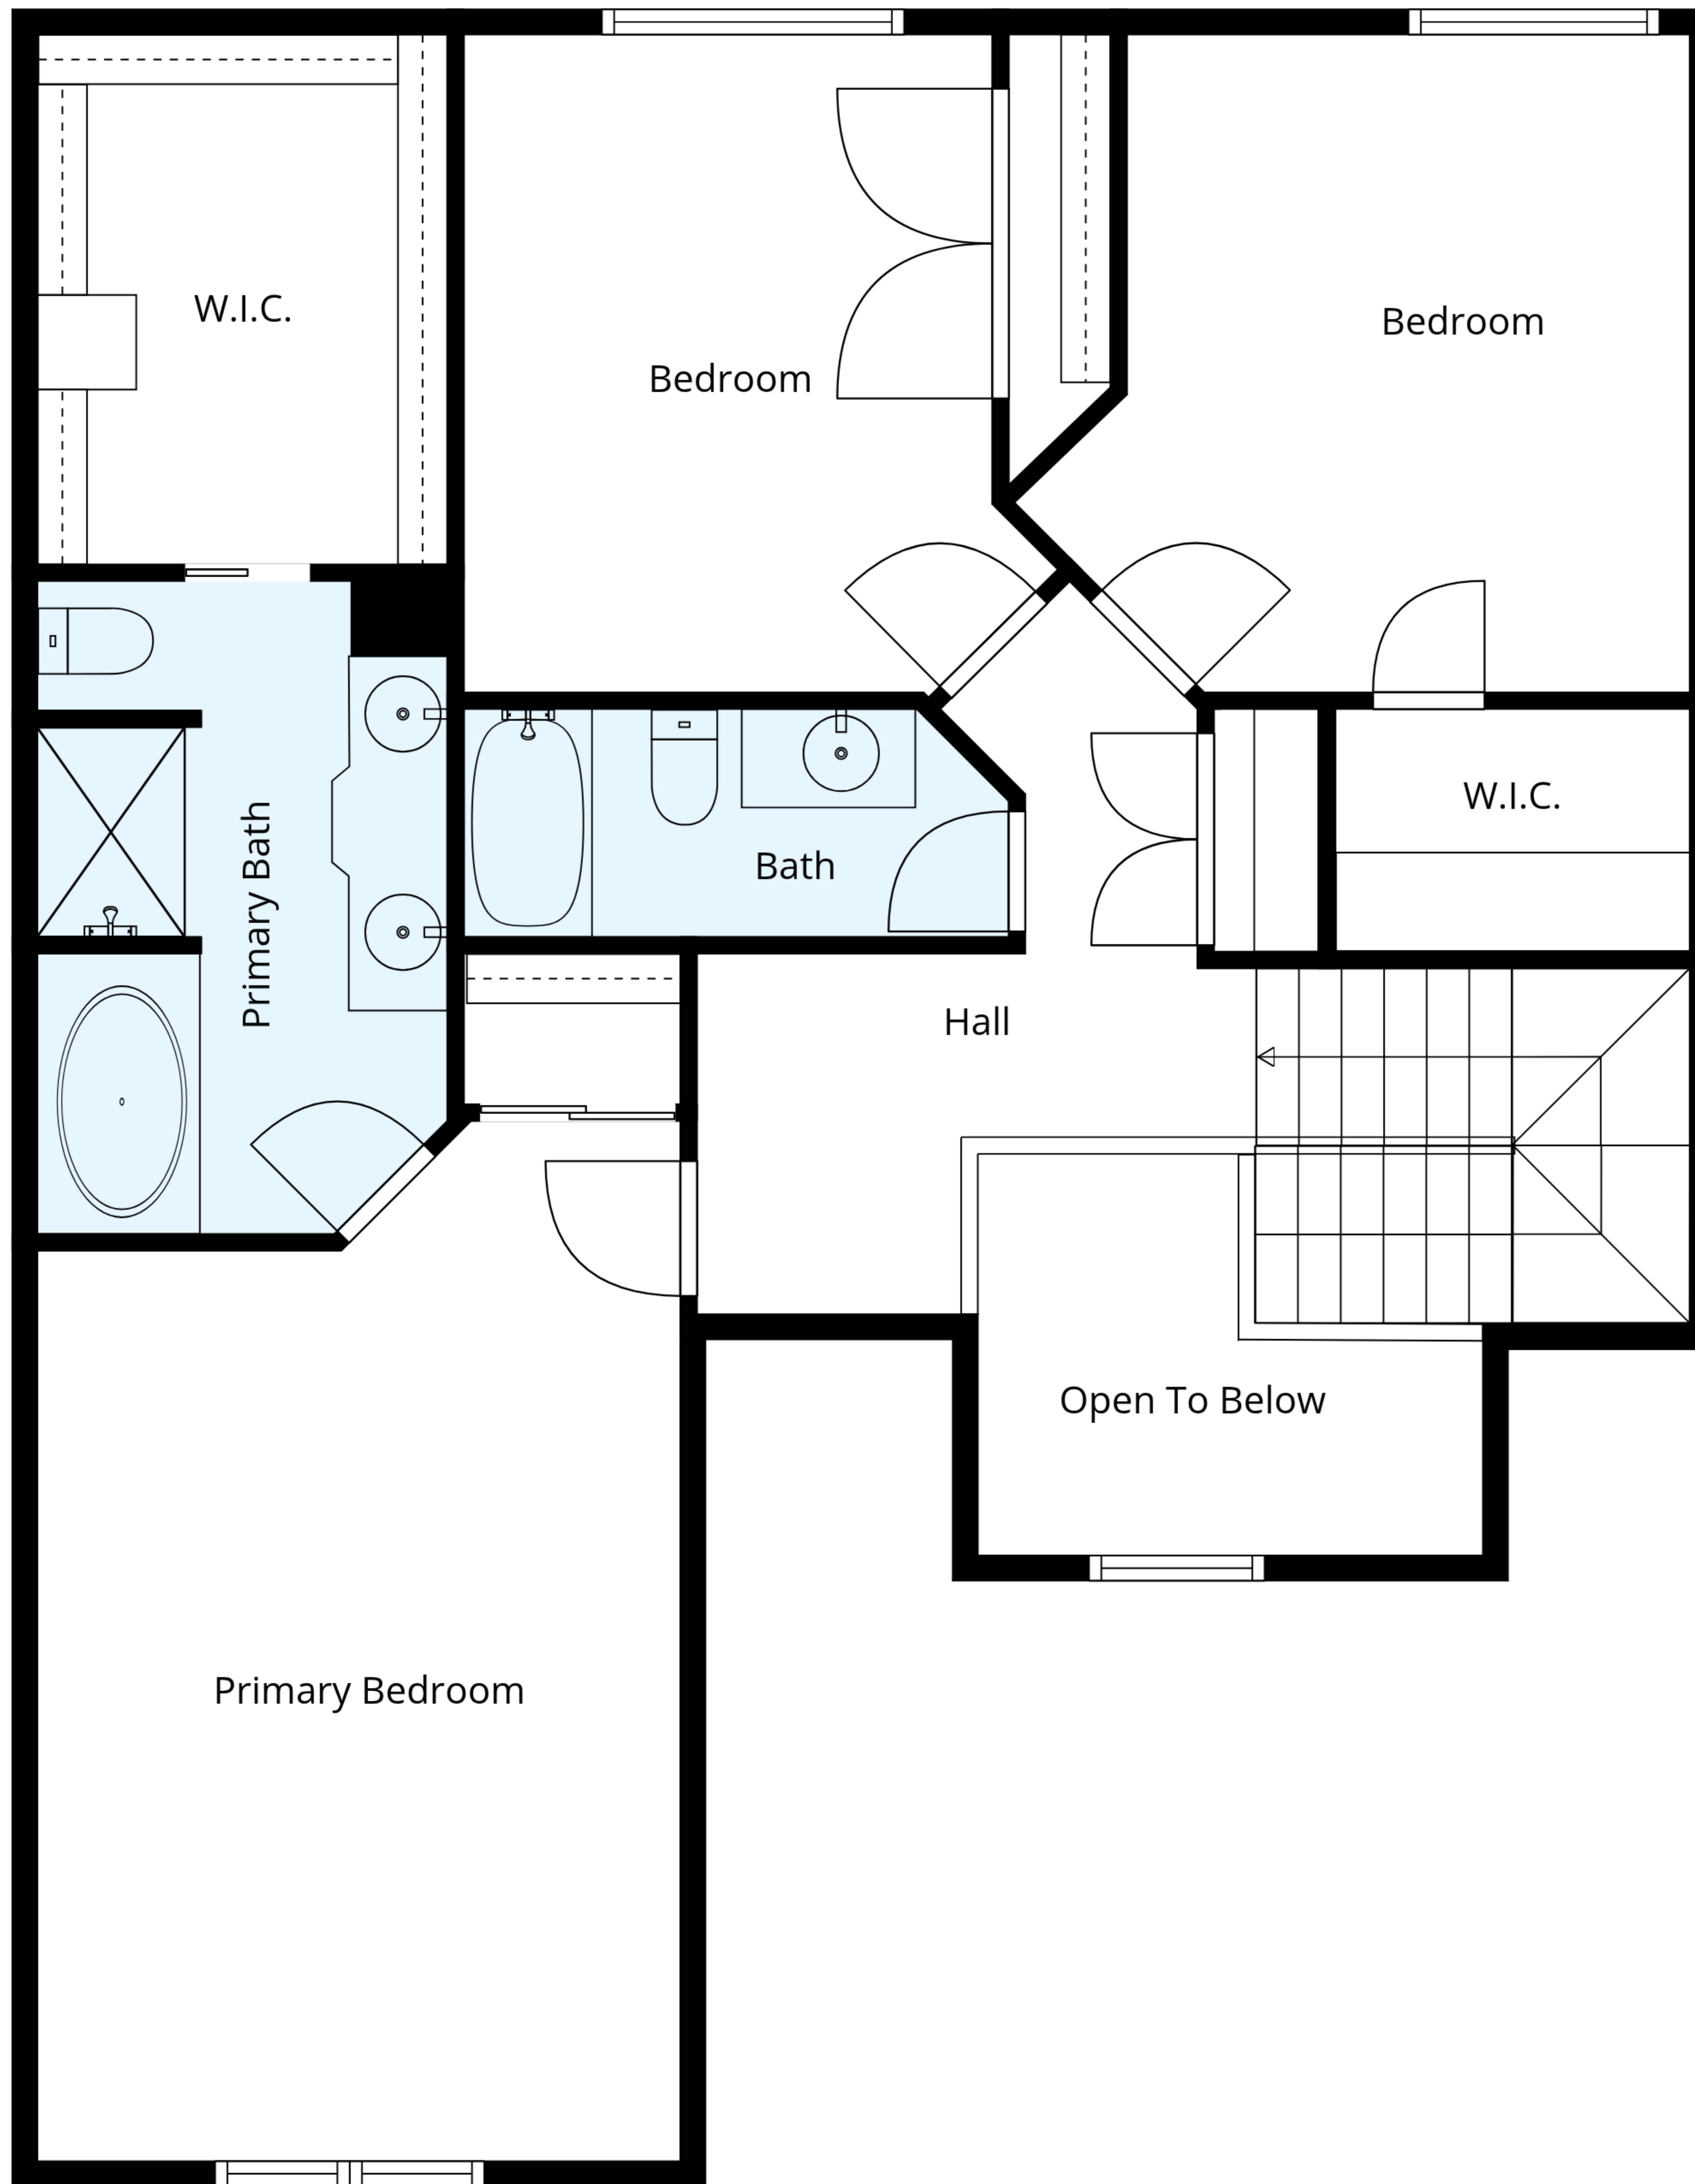 W.I.C.
Bedroom
Bedroom
W.I.C.
Primary Bath
Bath
Hall
Open To Below
Primary Bedroom